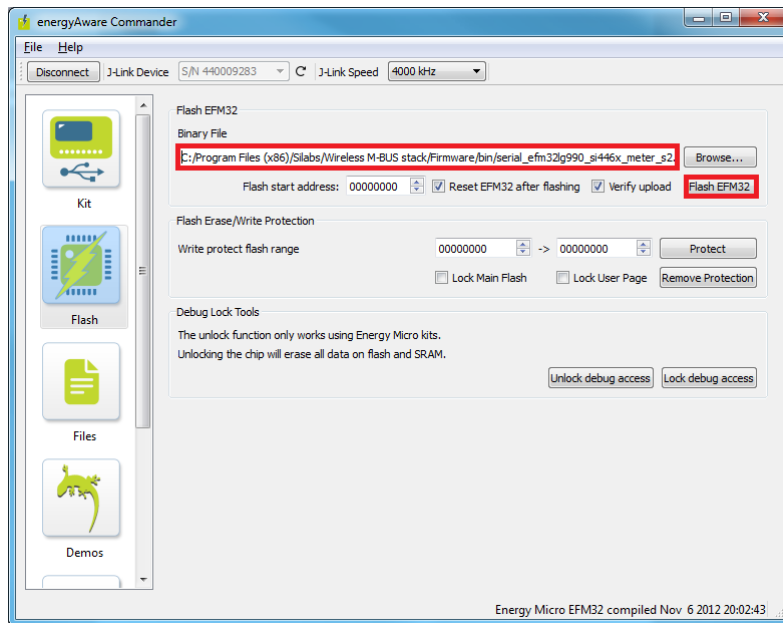 energyAware Commander
File Help
Disconnect J-Link Device S/N 440009283 J-Link Speed 4000 kHz
Kit
Flash
Files
Demos
Flash EFM32
Binary File
C:/Program Files (x86)/Silabs/Wireless M-BUS stack/Firmware/bin/serial_efm32lg990_si446x_meter_s2. Browse...
Flash start address: 00000000 Reset EFM32 after flashing Verify upload Flash EFM32
Flash Erase/Write Protection
Write protect flash range 00000000 -> 00000000 Protect
Lock Main Flash Lock User Page Remove Protection
Debug Lock Tools
The unlock function only works using Energy Micro kits.
Unlocking the chip will erase all data on flash and SRAM.
Unlock debug access Lock debug access
Energy Micro EFM32 compiled Nov 6 2012 20:02:43